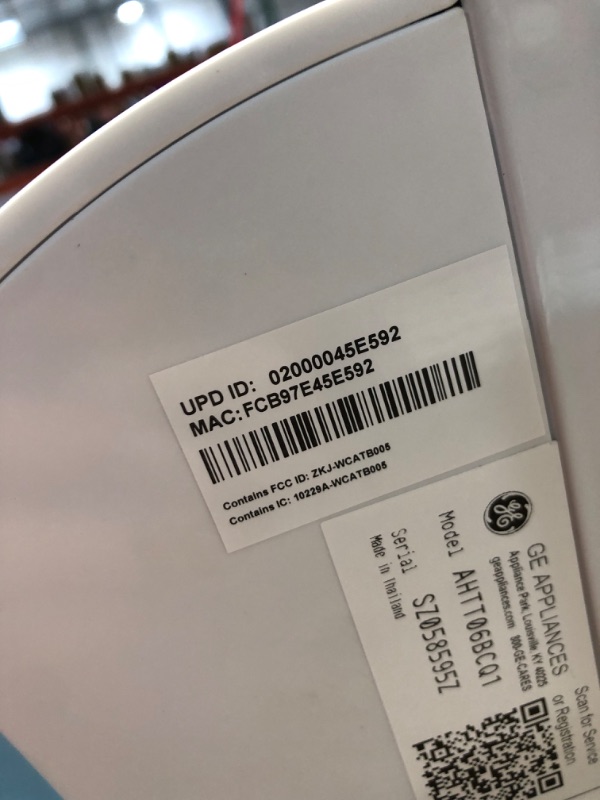 UPD ID: 02000045E592
MAC:FCB97E45E592
Contains FCC ID: ZKJ-WCATB005
Contains IC: 10229A-WCATB005
GE
GE APPLIANCES
Appliance Park, Louisville, KY 40225
geappliances.com 800-GE-CARES
Model AHTT06BCQ1
Serial SZ058595Z
Made in Thailand
Scan for Service
or Registration